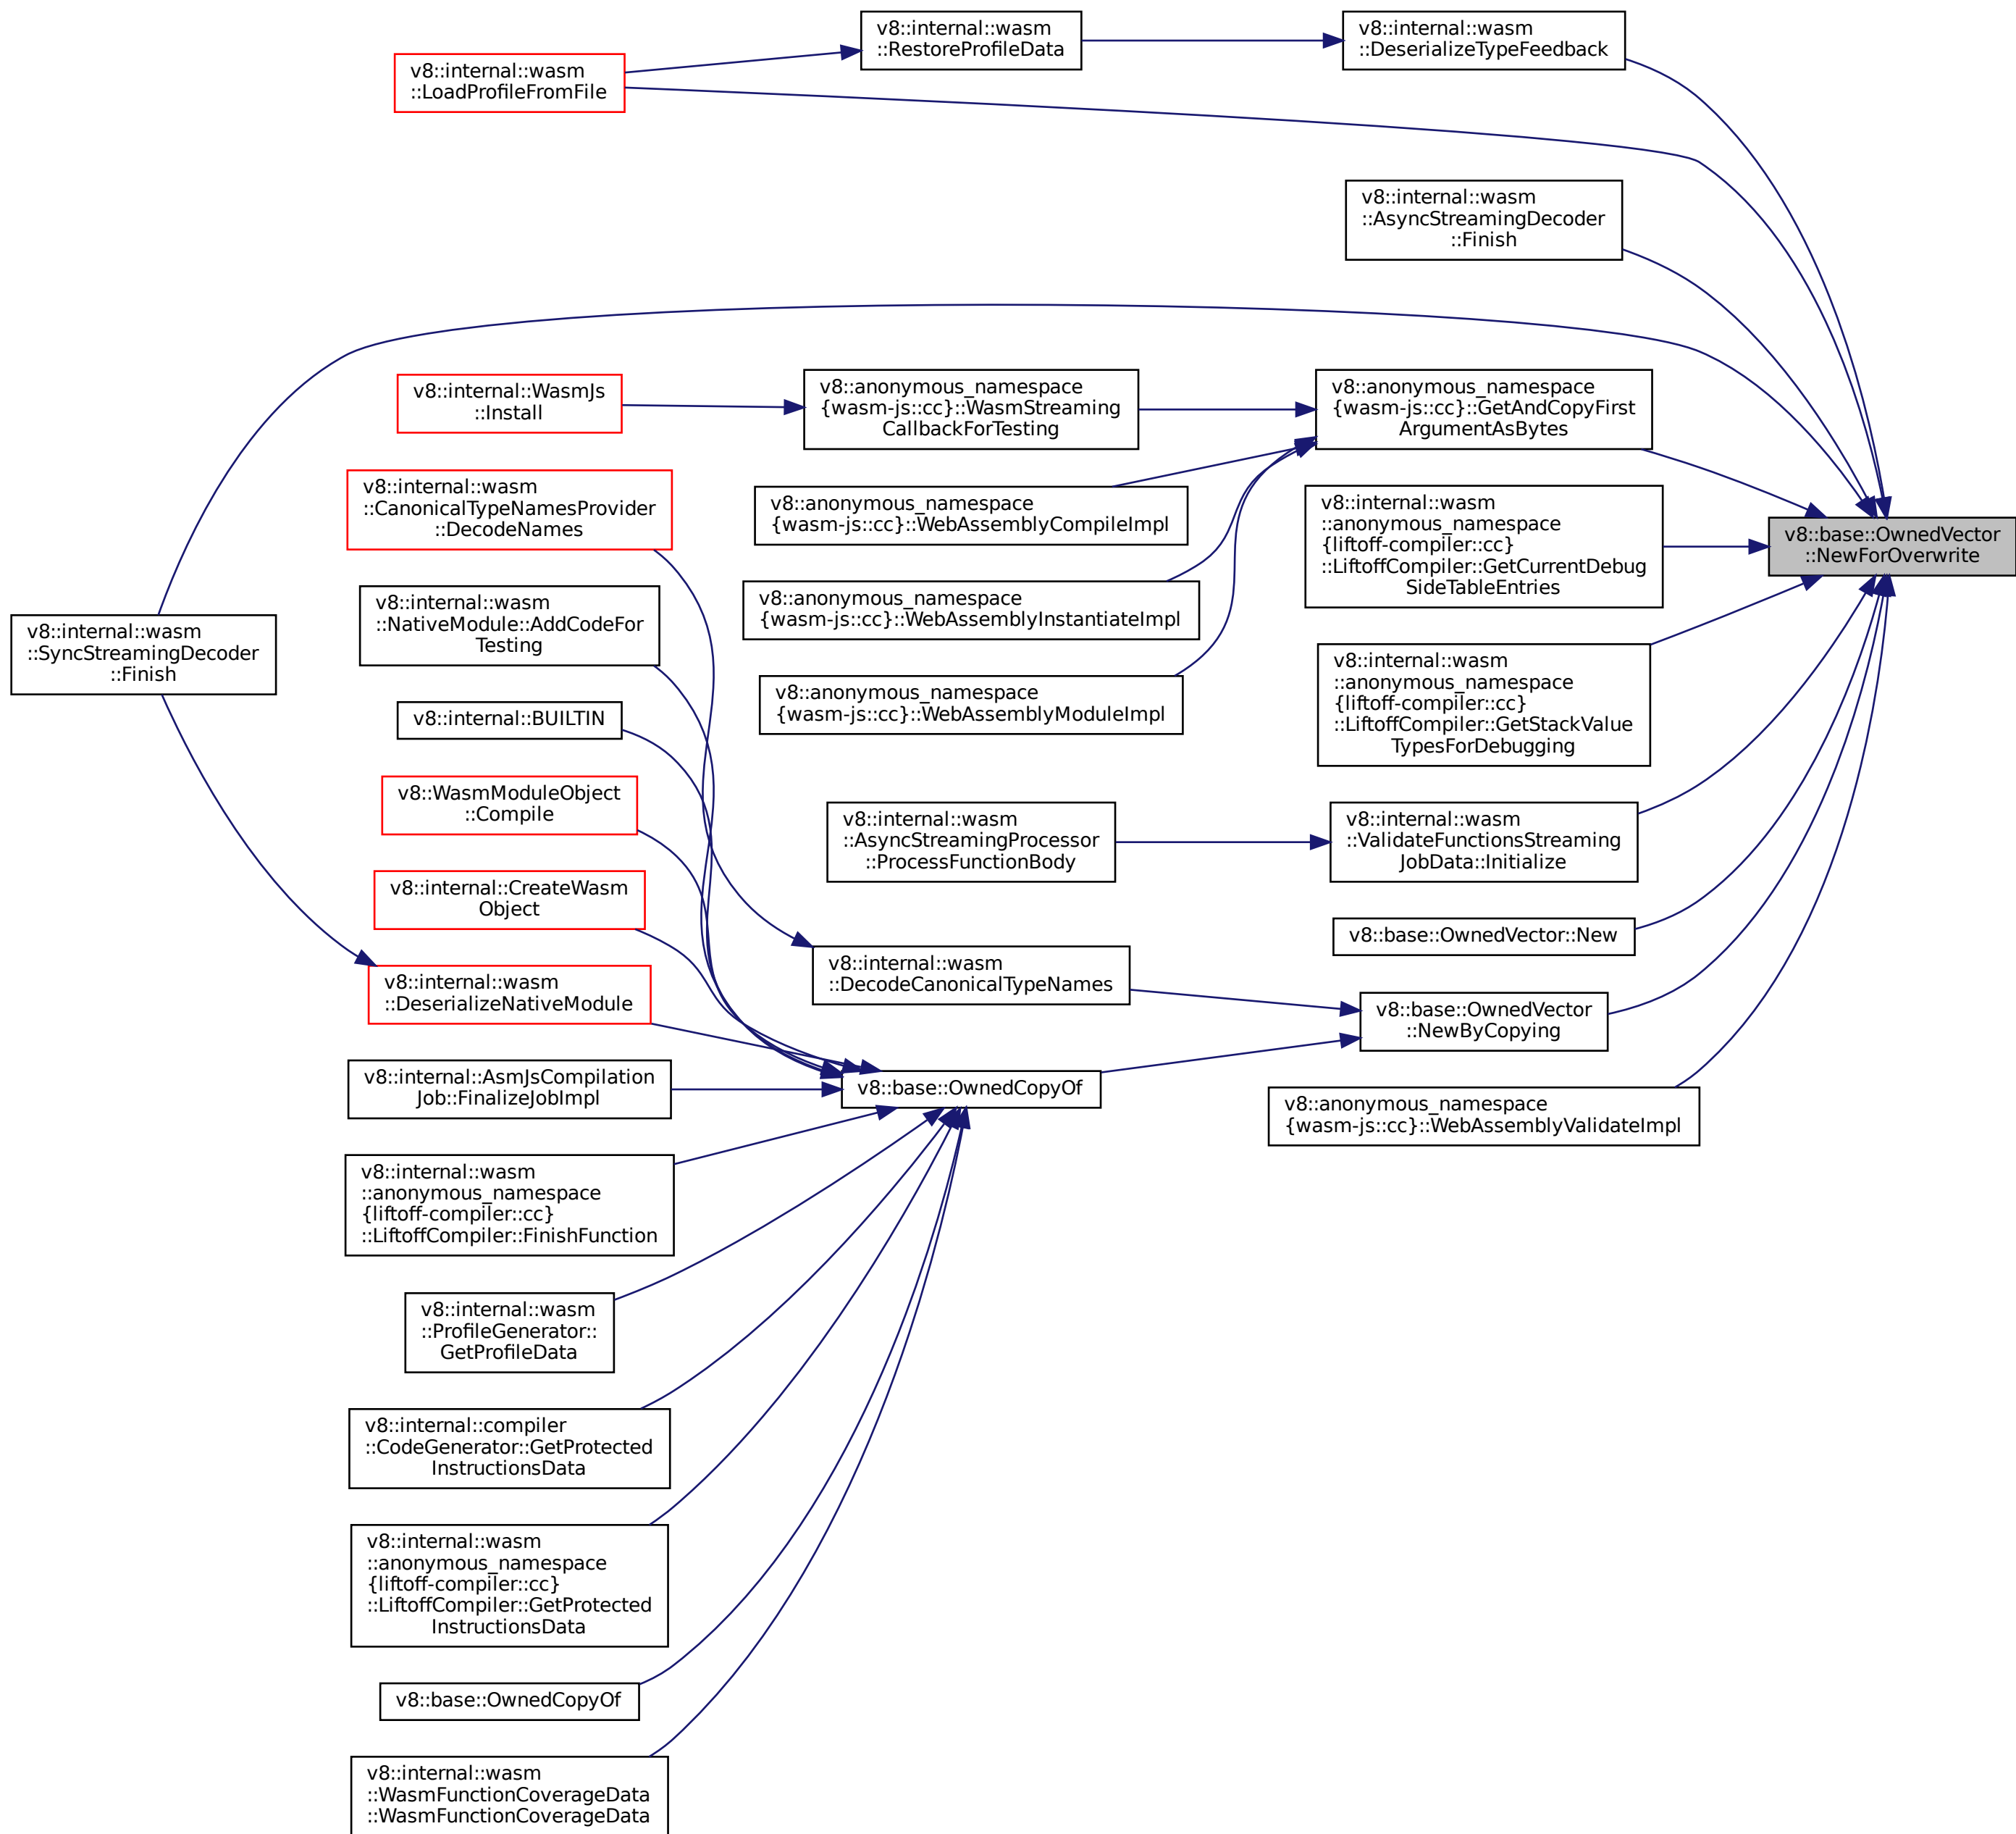 v8::internal::wasm
::RestoreProfileData
v8::internal::wasm
::DeserializeTypeFeedback
v8::internal::wasm
::LoadProfileFromFile
v8::internal::wasm
::AsyncStreamingDecoder
::Finish
v8::internal::WasmJs
::Install
v8::anonymous_namespace
{wasm-js::cc}::WasmStreaming
CallbackForTesting
v8::anonymous_namespace
{wasm-js::cc}::GetAndCopyFirst
ArgumentAsBytes
v8::internal::wasm
::CanonicalTypeNamesProvider
::DecodeNames
v8::anonymous_namespace
{wasm-js::cc}::WebAssemblyCompileImpl
v8::internal::wasm
::anonymous_namespace
{liftoff-compiler::cc}
::LiftoffCompiler::GetCurrentDebug
SideTableEntries
v8::base::OwnedVector
::NewForOverwrite
v8::internal::wasm
::NativeModule::AddCodeFor
Testing
v8::anonymous_namespace
{wasm-js::cc}::WebAssemblyInstantiateImpl
v8::internal::wasm
::SyncStreamingDecoder
::Finish
v8::internal::wasm
::anonymous_namespace
{liftoff-compiler::cc}
::LiftoffCompiler::GetStackValue
TypesForDebugging
v8::anonymous_namespace
{wasm-js::cc}::WebAssemblyModuleImpl
v8::internal::BUILTIN
v8::WasmModuleObject
::Compile
v8::internal::wasm
::AsyncStreamingProcessor
::ProcessFunctionBody
v8::internal::wasm
::ValidateFunctionsStreaming
JobData::Initialize
v8::internal::CreateWasm
Object
v8::base::OwnedVector::New
v8::internal::wasm
::DeserializeNativeModule
v8::internal::wasm
::DecodeCanonicalTypeNames
v8::base::OwnedVector
::NewByCopying
v8::internal::AsmJsCompilation
Job::FinalizeJobImpl
v8::base::OwnedCopyOf
v8::anonymous_namespace
{wasm-js::cc}::WebAssemblyValidateImpl
v8::internal::wasm
::anonymous_namespace
{liftoff-compiler::cc}
::LiftoffCompiler::FinishFunction
v8::internal::wasm
::ProfileGenerator::
GetProfileData
v8::internal::compiler
::CodeGenerator::GetProtected
InstructionsData
v8::internal::wasm
::anonymous_namespace
{liftoff-compiler::cc}
::LiftoffCompiler::GetProtected
InstructionsData
v8::base::OwnedCopyOf
v8::internal::wasm
::WasmFunctionCoverageData
::WasmFunctionCoverageData